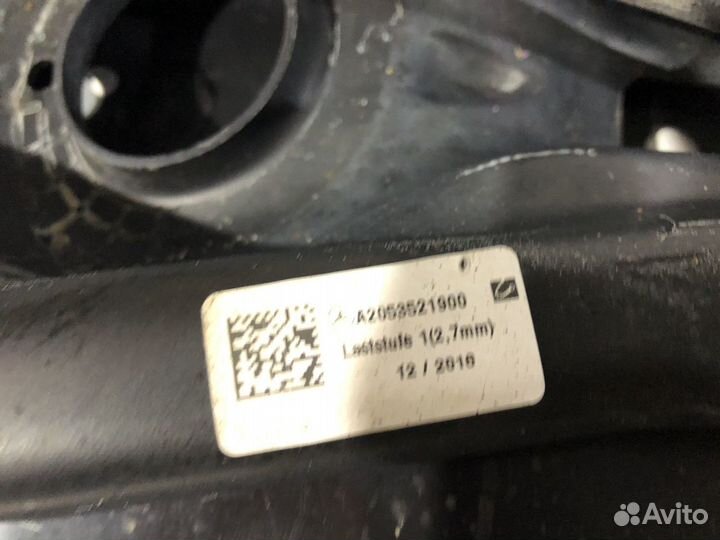 A2053521900
Laststufe 1(2,7mm)
12 / 2016
Avito